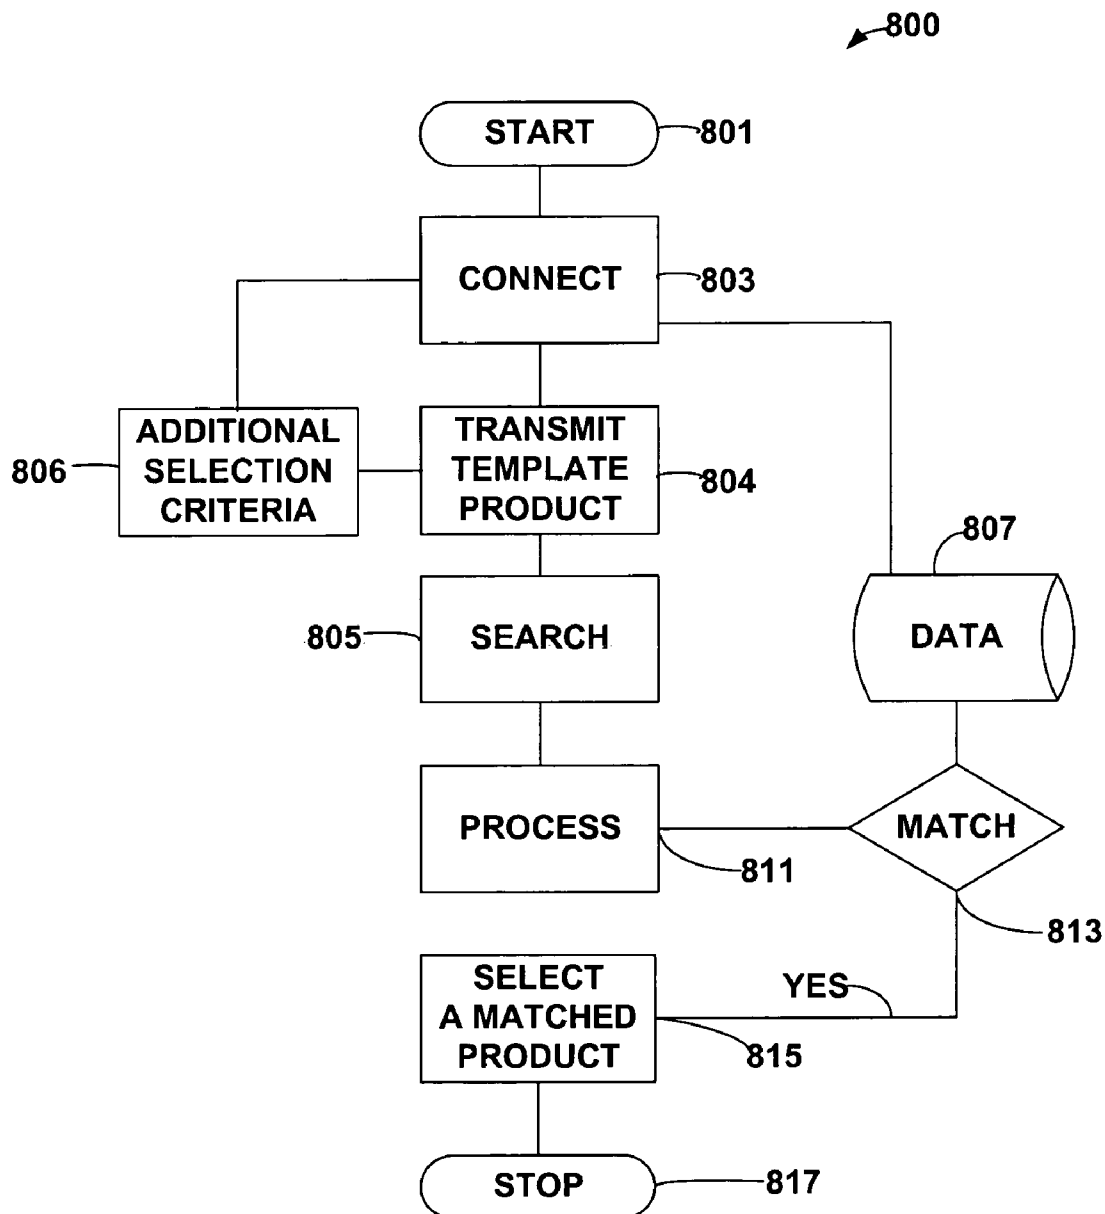 800
START
801
CONNECT
803
ADDITIONAL
SELECTION
CRITERIA
806
TRANSMIT
TEMPLATE
PRODUCT
804
807
805
SEARCH
DATA
PROCESS
811
MATCH
813
SELECT
A MATCHED
PRODUCT
YES
815
STOP
817